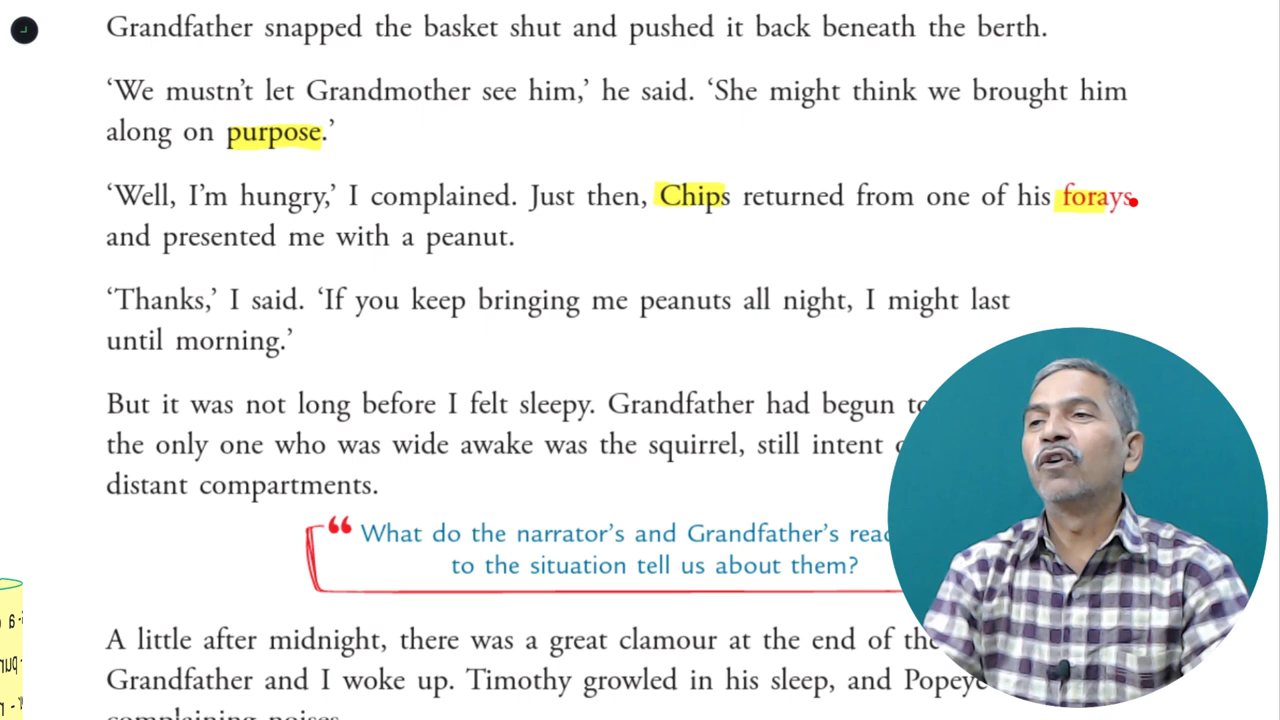 Grandfather snapped the basket shut and pushed it back beneath the berth.
‘We mustn’t let Grandmother see him,’ he said. ‘She might think we brought him
along on purpose.’
‘Well, I’m hungry,’ I complained. Just then, Chips returned from one of his forays
and presented me with a peanut.
‘Thanks,’ I said. ‘If you keep bringing me peanuts all night, I might last
until morning.’
But it was not long before I felt sleepy. Grandfather had begun to
the only one who was wide awake was the squirrel, still intent
distant compartments.
“ What do the narrator’s and Grandfather’s
to the situation tell us about them?
A little after midnight, there was a great clamour at the end of the
Grandfather and I woke up. Timothy growled in his sleep, and Popeye
complaining noises.